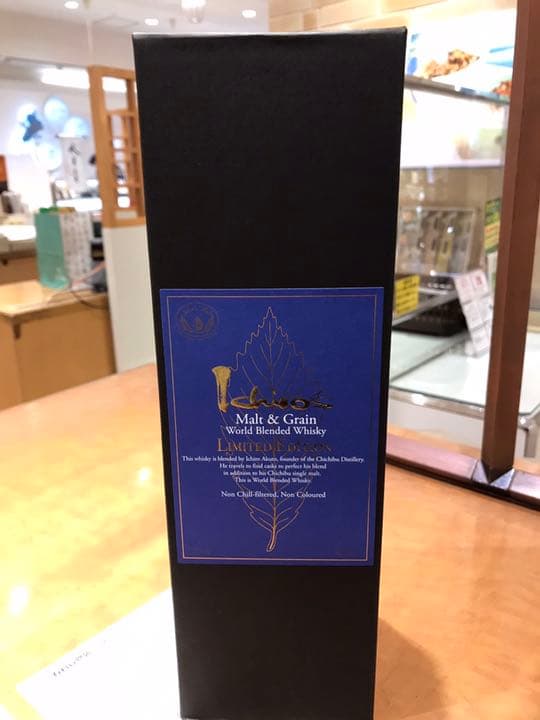 Ichiro's
Malt & Grain
World Blended Whisky
LIMITED EDITION
This whisky is blended by Ichiro Akuto, founder of the Chichibu Distillery.
He travels to find casks to perfect his blend
in addition to his Chichibu single malt.
This is World Blended Whisky.
Non Chill-filtered, Non Coloured